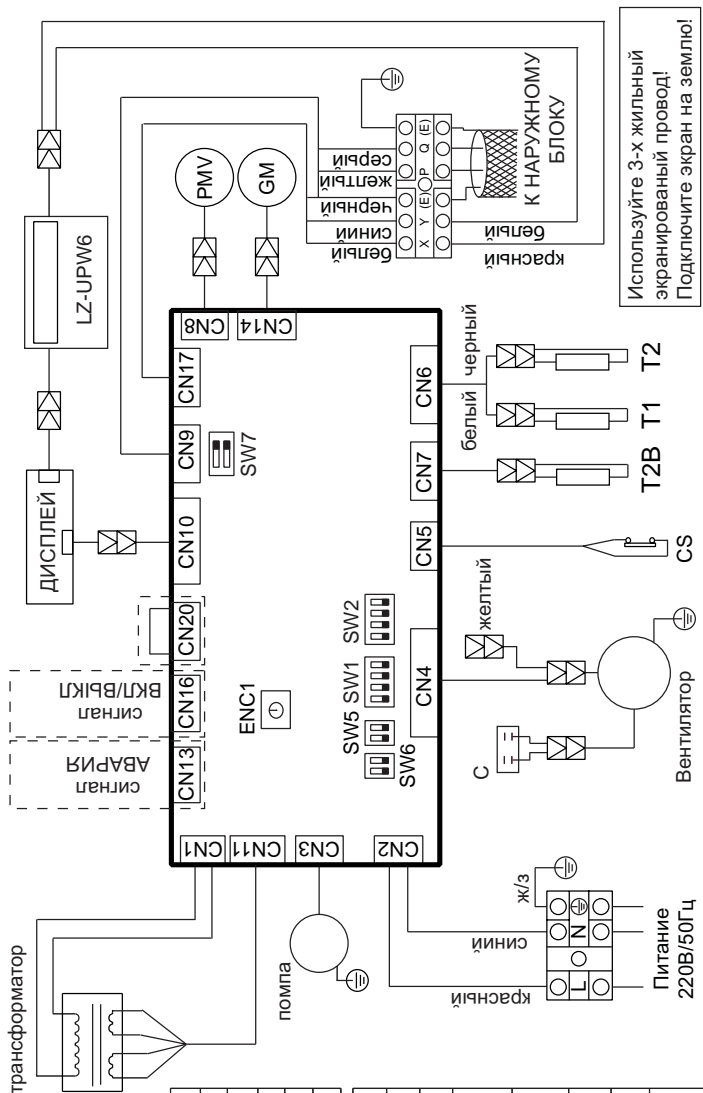 трансформатор
сигнал
АВАРИЯ
сигнал
ВКЛ/ВЫКЛ
ДИСПЛЕЙ
LZ-UPW6
CN1
CN11
CN3
CN2
CN13
CN16
CN20
CN10
CN9
CN17
CN8
CN14
PMV
GM
ENC1
SW7
SW6
SW5
SW1
SW2
CN4
CN5
CN7
CN6
помпа
красный
синий
ж/з
L
N
Питание
220В/50Гц
C
желтый
Вентилятор
CS
белый
черный
T2B
T1
T2
белый
синий
черный
желтый
серый
X
Y
(E)
P
Q
(E)
красный
белый
К НАРУЖНОМУ
БЛОКУ
Используйте 3-х жильный
экранированый провод!
Подключите экран на землю!